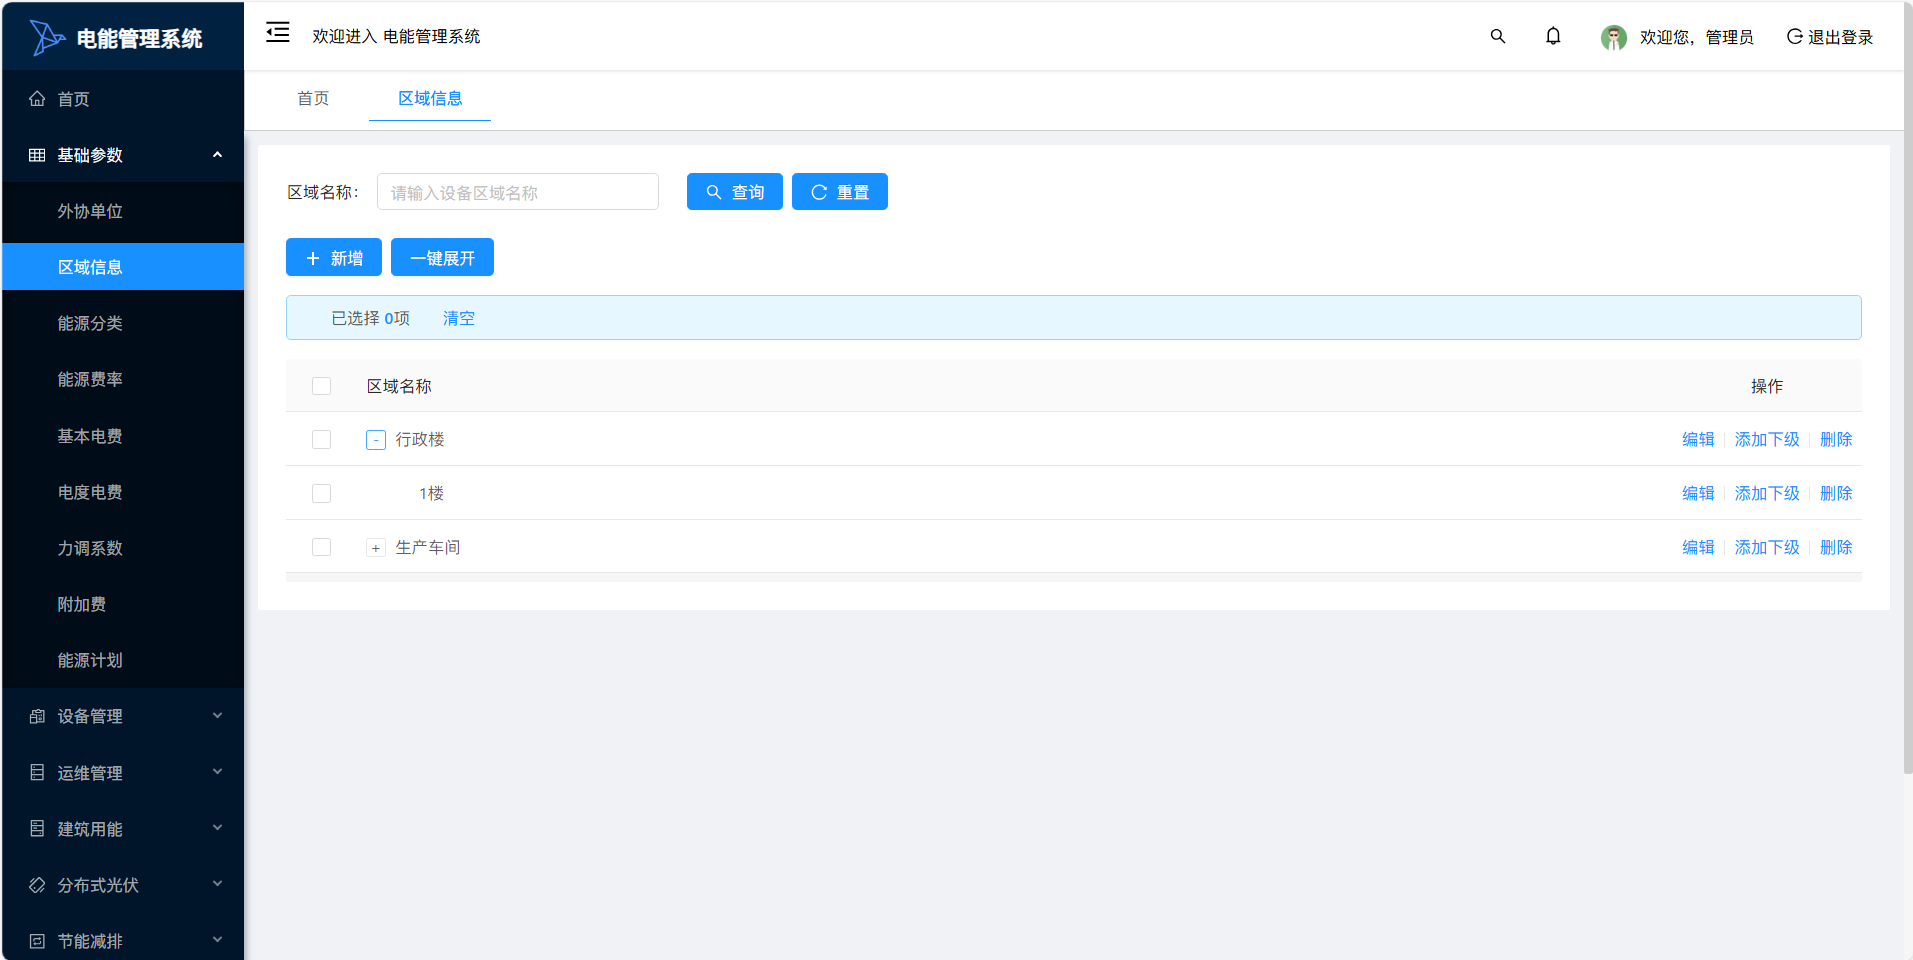 电能管理系统
欢迎进入 电能管理系统
欢迎您，管理员
退出登录
首页
基础参数
外协单位
区域信息
能源分类
能源费率
基本电费
电度电费
力调系数
附加费
能源计划
设备管理
运维管理
建筑用能
分布式光伏
节能减排
首页
区域信息
区域名称：
请输入设备区域名称
查询
重置
新增
一键展开
已选择 0项 清空
区域名称 操作
行政楼 编辑 添加下级 删除
1楼 编辑 添加下级 删除
生产车间 编辑 添加下级 删除